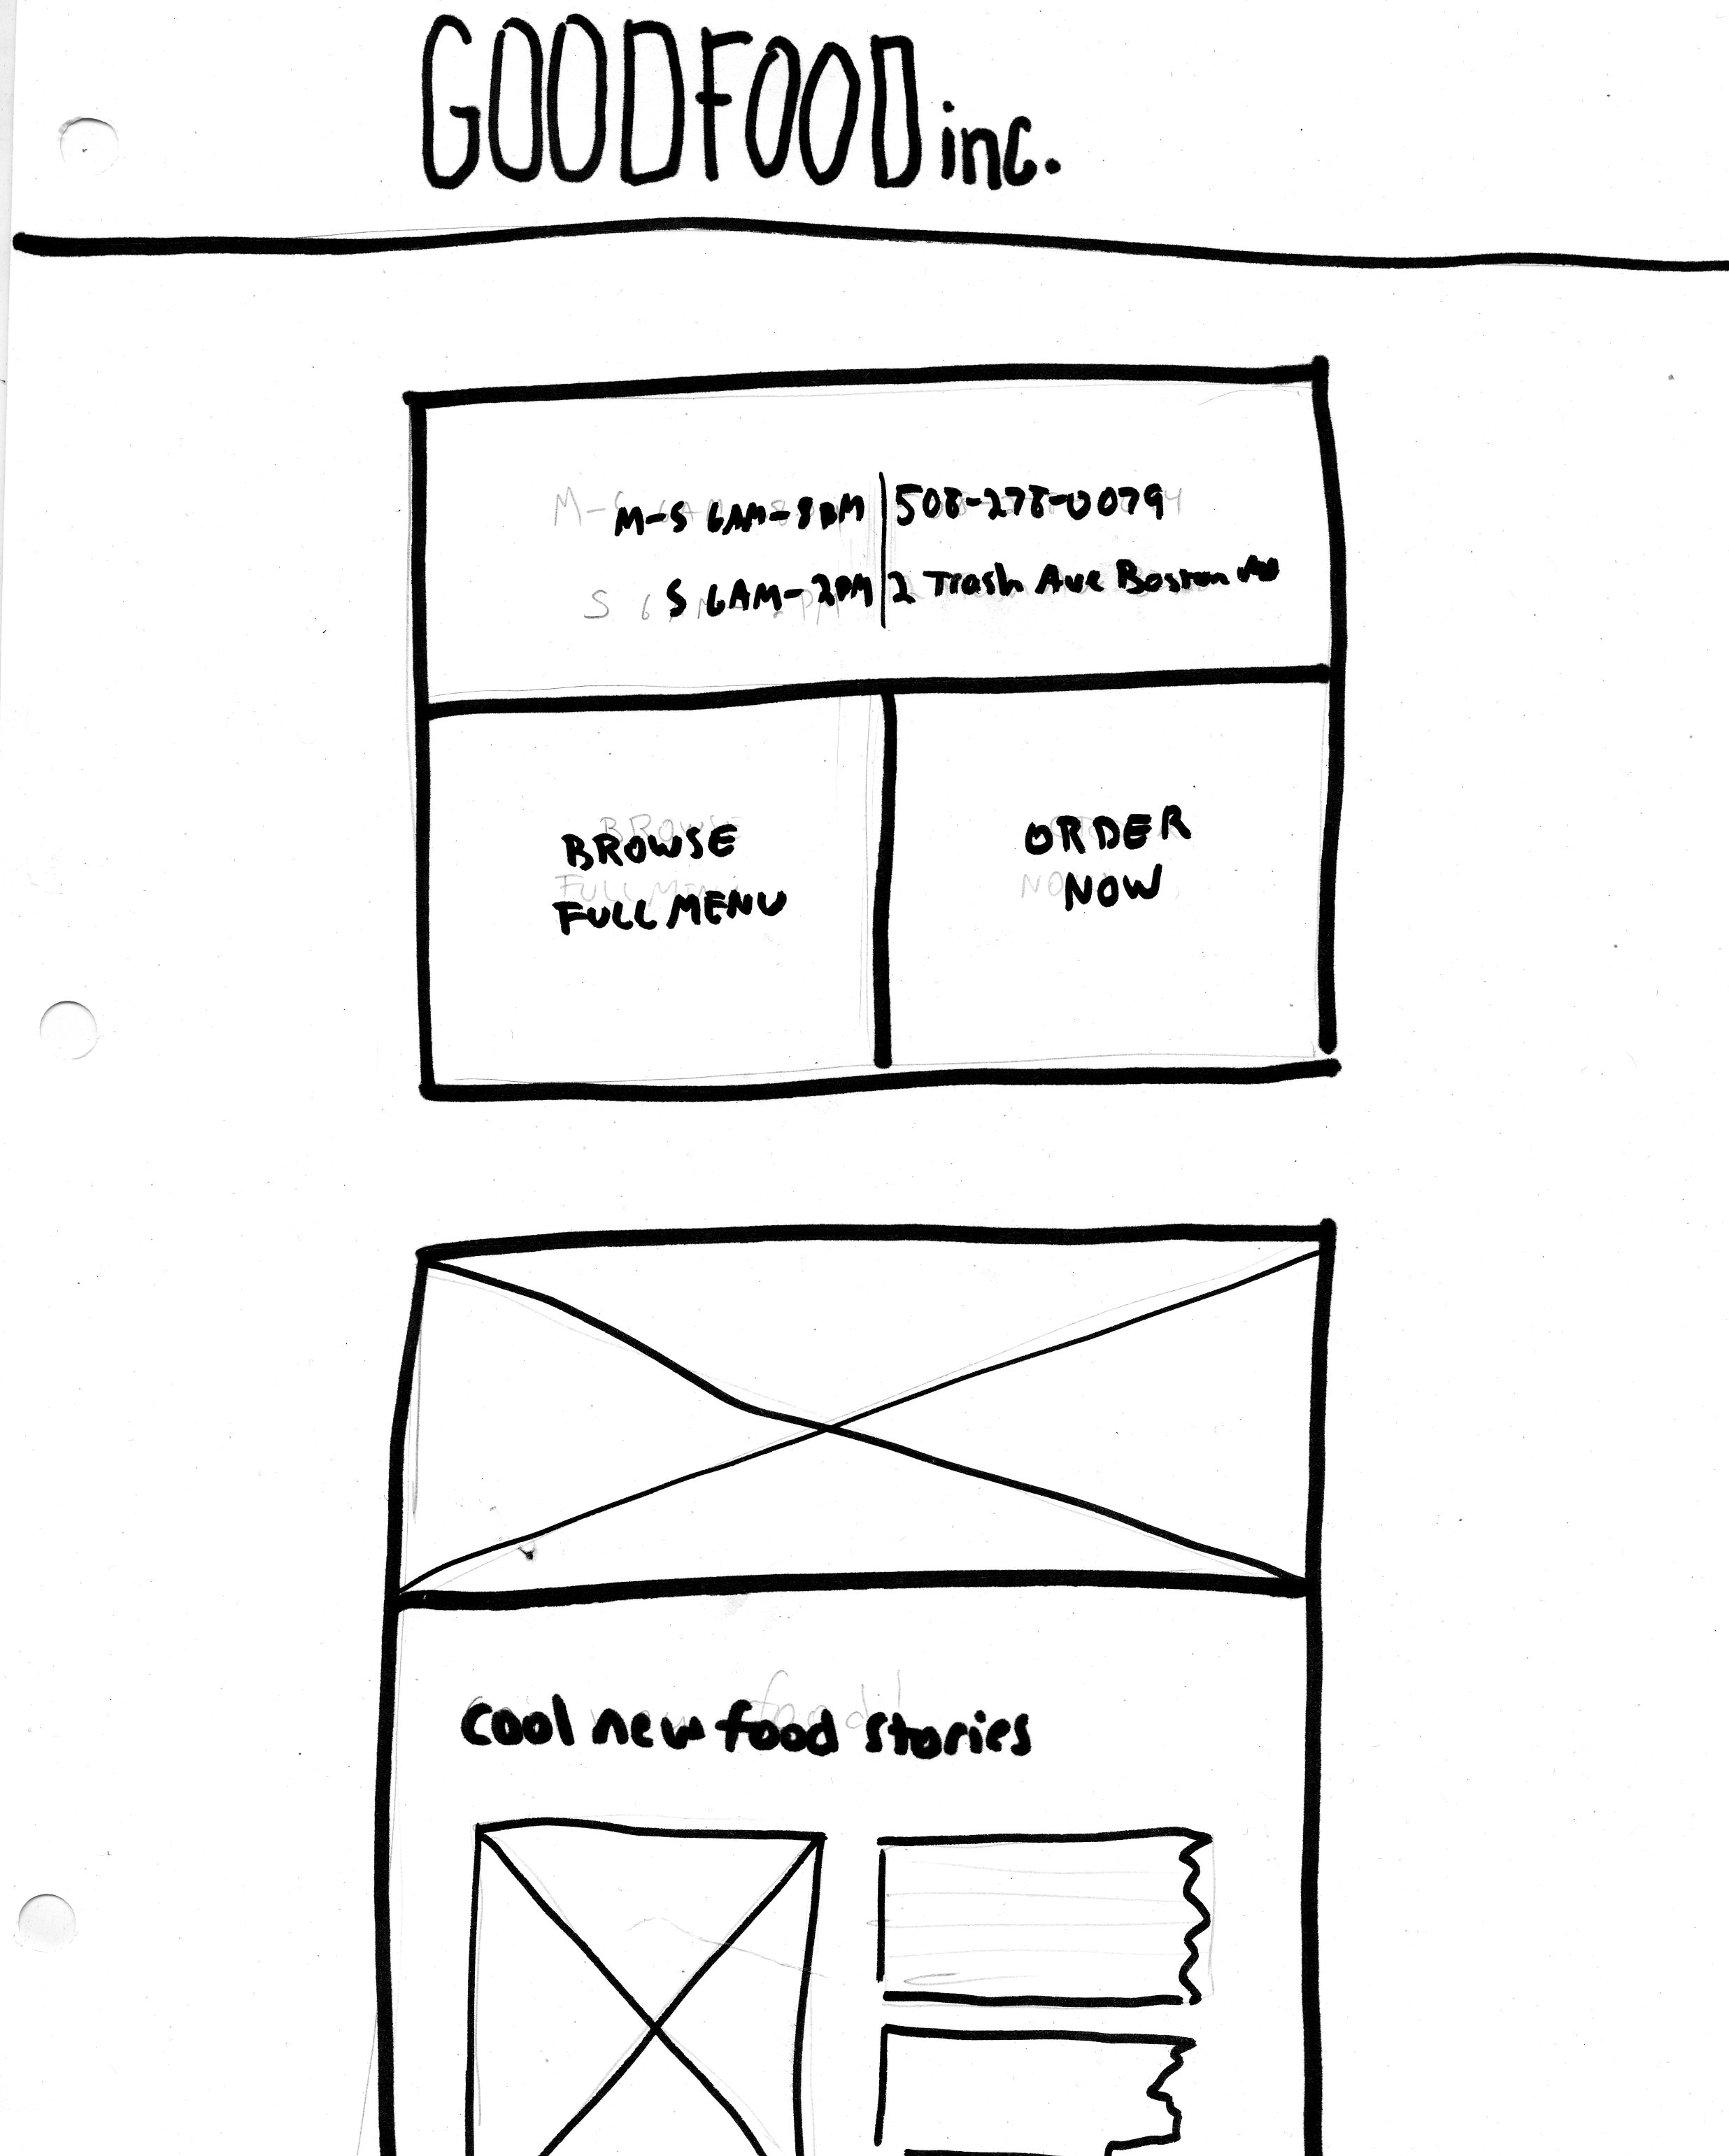 GOODFOOD inc.
M-S 6AM-8PM | 508-278-0079
S 6AM-2PM | 2 Trash Ave Boston
BROWSE
FULL MENU
ORDER
NOW
cool new food stories